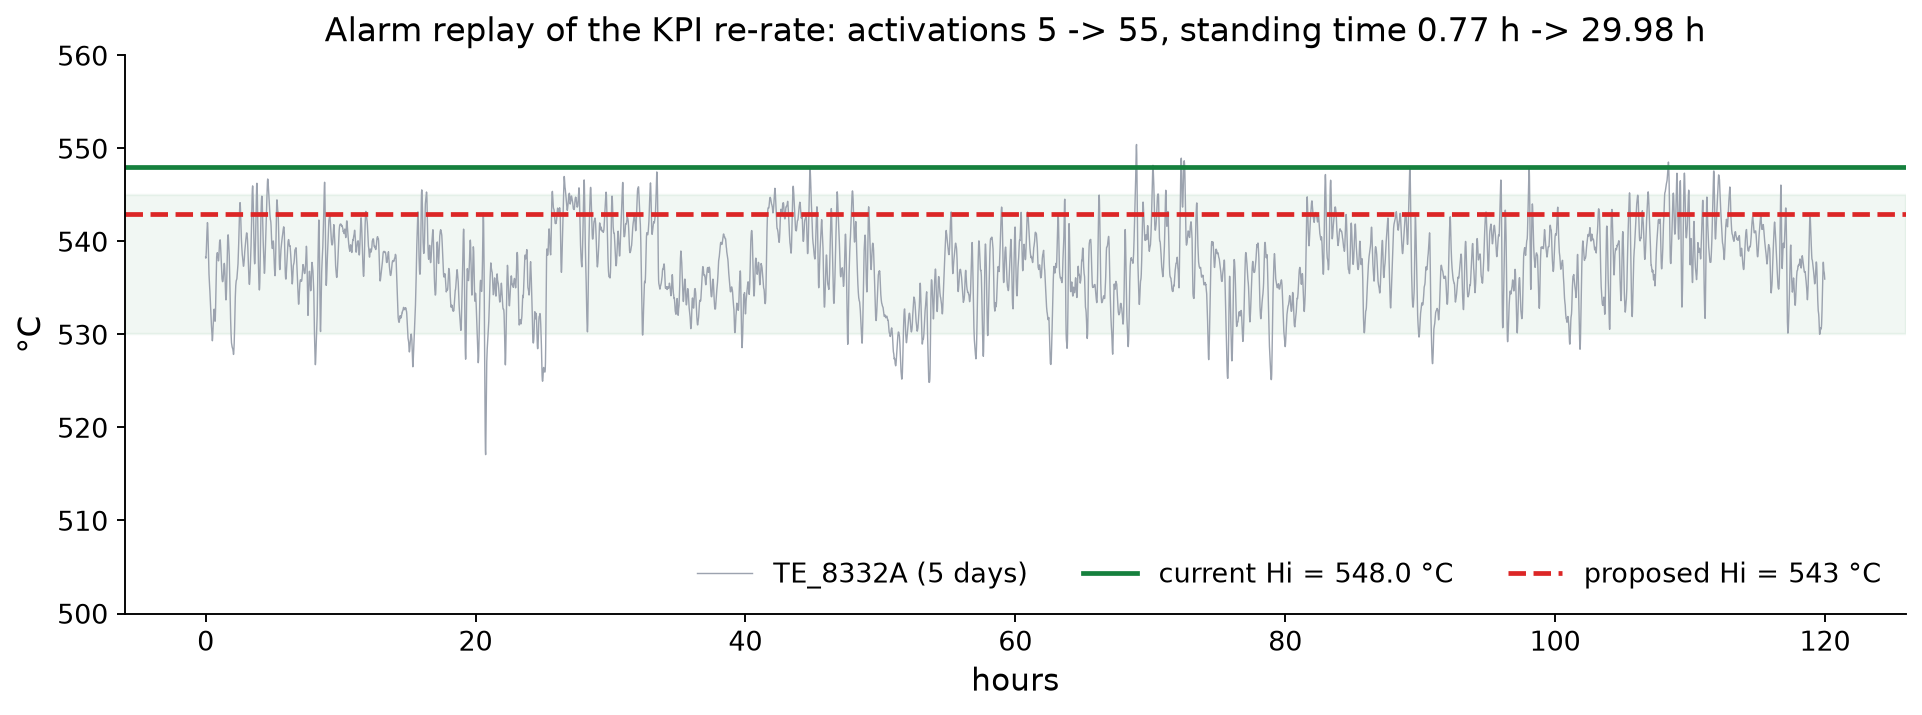 Alarm replay of the KPI re-rate: activations 5 -> 55, standing time 0.77 h -> 29.98 h
560
550
540
530
520
510
500
°C
TE_8332A (5 days)
current Hi = 548.0 °C
proposed Hi = 543 °C
0
20
40
60
80
100
120
hours